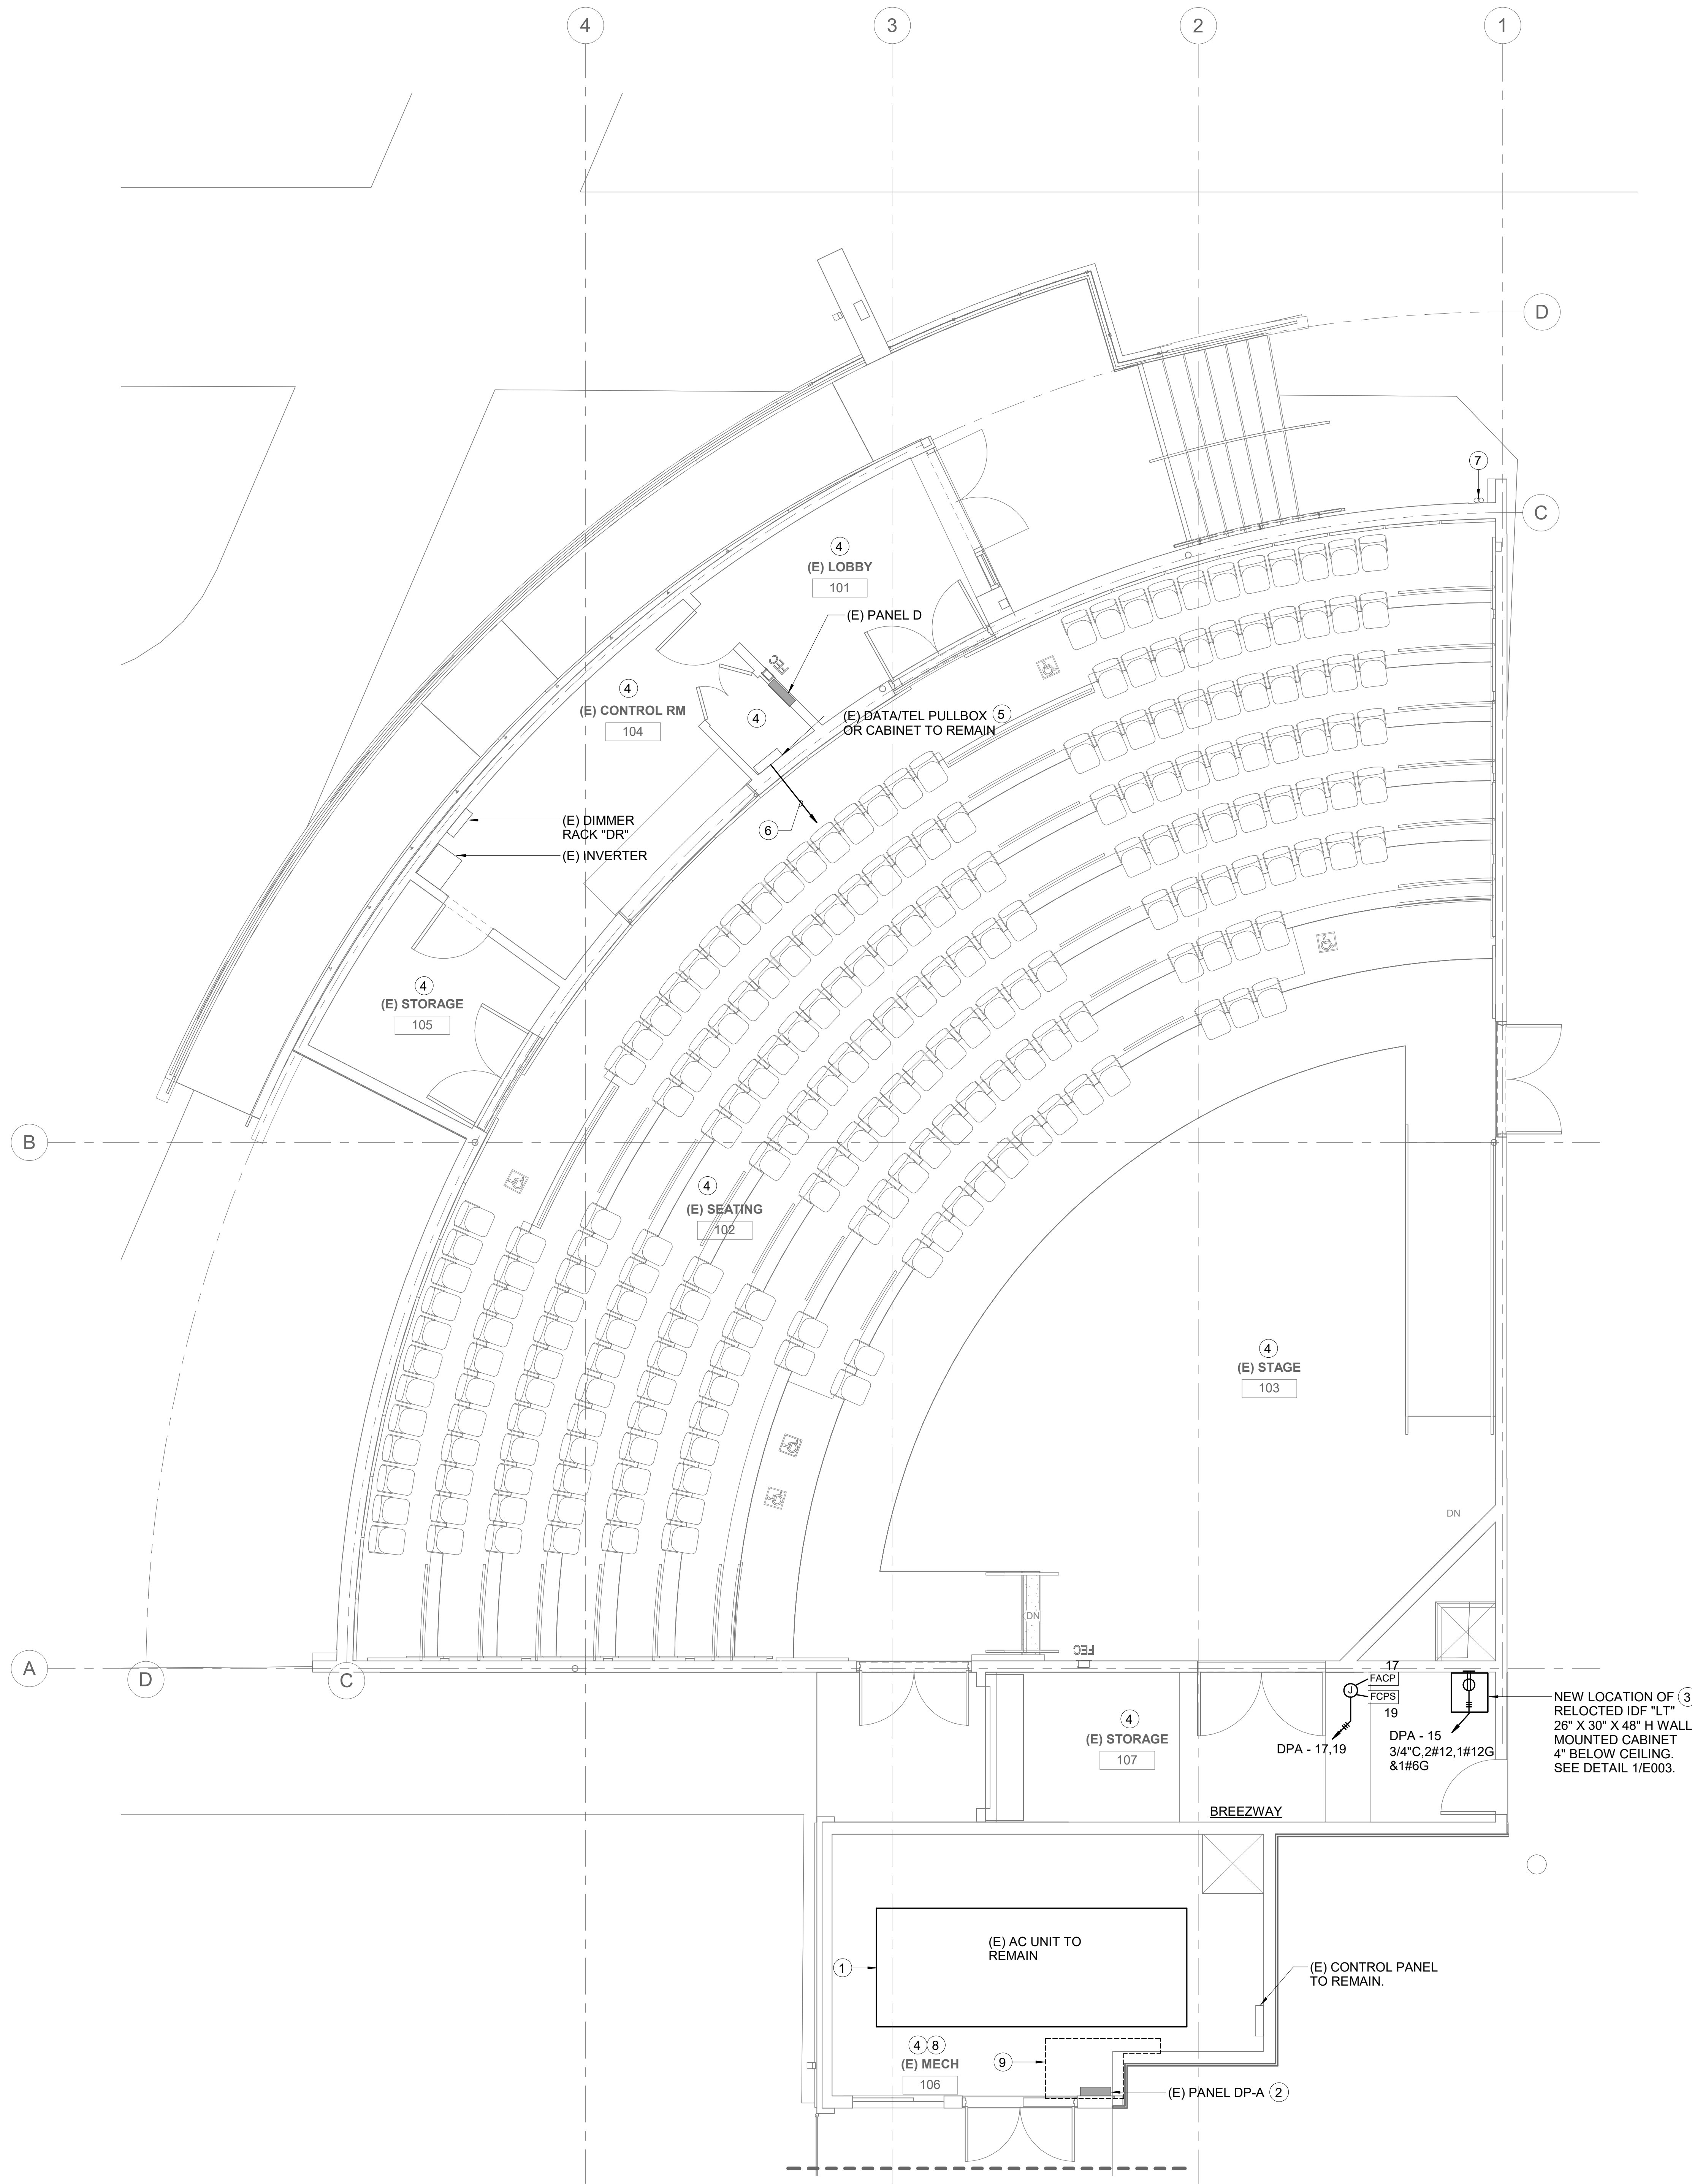 4
3
2
1
D
7
C
4
(E) LOBBY
101
(E) PANEL D
FEC
4
(E) CONTROL RM
104
4
(E) DATA/TEL PULLBOX 5
OR CABINET TO REMAIN
6
(E) DIMMER
RACK "DR"
(E) INVERTER
4
(E) STORAGE
105
B
4
(E) SEATING
102
4
(E) STAGE
103
DN
DN
FEC
A
D
C
17
FACP
J
FCPS
19
DPA - 17,19
DPA - 15
3/4"C,2#12,1#12G
&1#6G
NEW LOCATION OF 3
RELOCTED IDF "LT"
26" X 30" X 48" H WALL
MOUNTED CABINET
4" BELOW CEILING.
SEE DETAIL 1/E003.
4
(E) STORAGE
107
BREEZWAY
(E) AC UNIT TO
REMAIN
1
(E) CONTROL PANEL
TO REMAIN.
4 8
(E) MECH
106
9
(E) PANEL DP-A 2